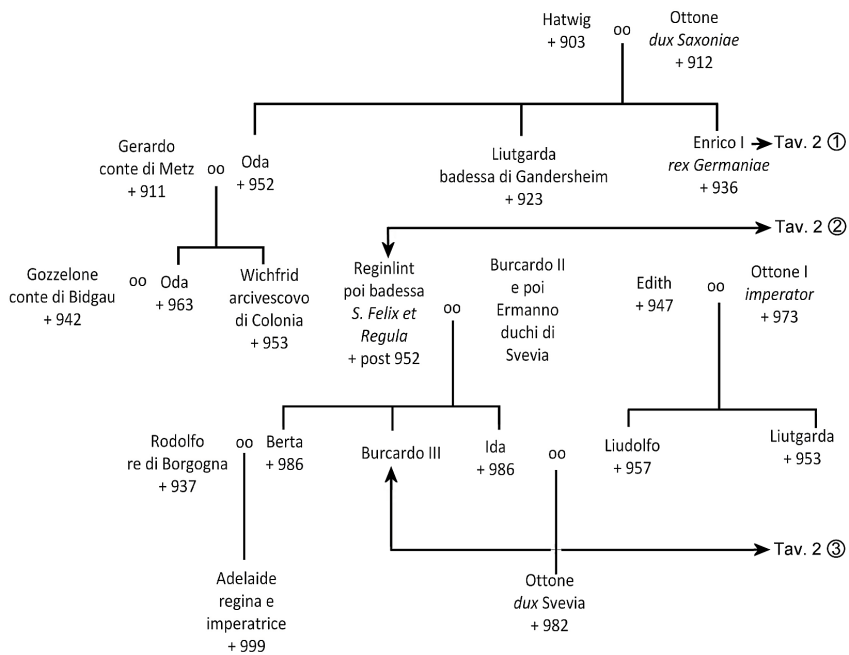 Hatwig
+ 903
oo
Ottone
dux Saxoniae
+ 912
Gerardo
conte di Metz
+ 911
oo
Oda
+ 952
Liutgarda
badessa di Gandersheim
+ 923
Enrico I
rex Germaniae
+ 936
Tav. 2 ①
Tav. 2 ②
Gozzelone
conte di Bidgau
+ 942
oo
Oda
+ 963
Wichfrid
arcivescovo
di Colonia
+ 953
Reginlint
poi badessa
S. Felix et
Regula
+ post 952
oo
Burcardo II
e poi
Ermanno
duchi di
Svevia
Edith
+ 947
oo
Ottone I
imperator
+ 973
Rodolfo
re di Borgogna
+ 937
oo
Berta
+ 986
Burcardo III
Ida
+ 986
oo
Liudolfo
+ 957
Liutgarda
+ 953
Tav. 2 ③
Adelaide
regina e
imperatrice
+ 999
Ottone
dux Svevia
+ 982